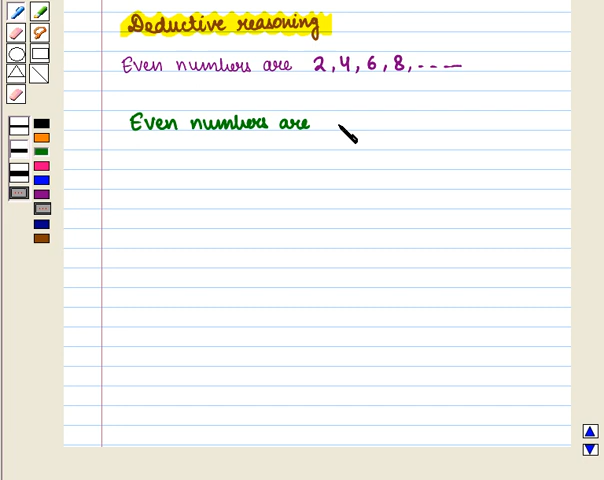 Deductive reasoning
Even numbers are 2, 4, 6, 8, - - -
Even numbers are